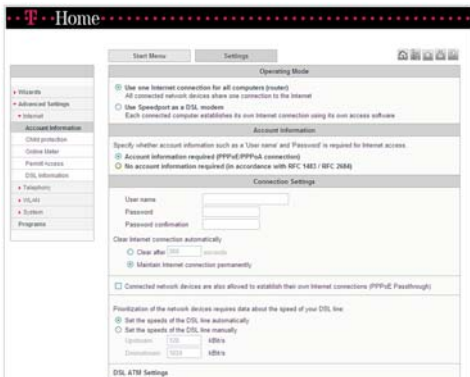 T Home
Start Menu
Settings
Operating Mode
Use one Internet connection for all computers (router)
All connected network devices share one connection to the Internet
Use Speedport as a DSL modem
Each connected computer establishes its own Internet connection using its own access software
Wizards
Advanced Settings
Internet
Account Information
Child protection
Online Meter
Permit Access
DSL Information
Telephony
WLAN
System
Programs
Account Information
Specify whether account information such as a 'User name' and 'Password' is required for Internet access.
Account information required (PPPoE/PPPoA connection)
No account information required (in accordance with RFC 1483 / RFC 2684)
Connection Settings
User name
Password
Password confirmation
Clear Internet connection automatically
Clear after seconds
Maintain Internet connection permanently
Connected network devices are also allowed to establish their own Internet connections (PPPoE Passthrough)
Prioritization of the network devices requires data about the speed of your DSL line:
Set the speeds of the DSL line automatically
Set the speeds of the DSL line manually
Upstream: kBit/s
Downstream: kBit/s
DSL ATM Settings